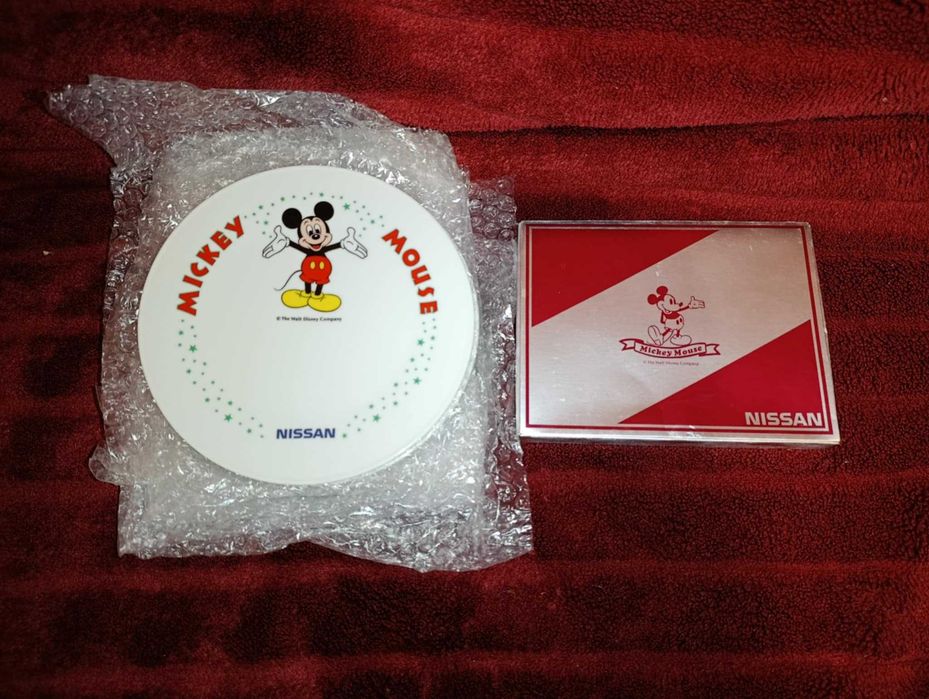 MICKEY
MOUSE
© The Walt Disney Company
NISSAN
Mickey Mouse
© The Walt Disney Company
NISSAN